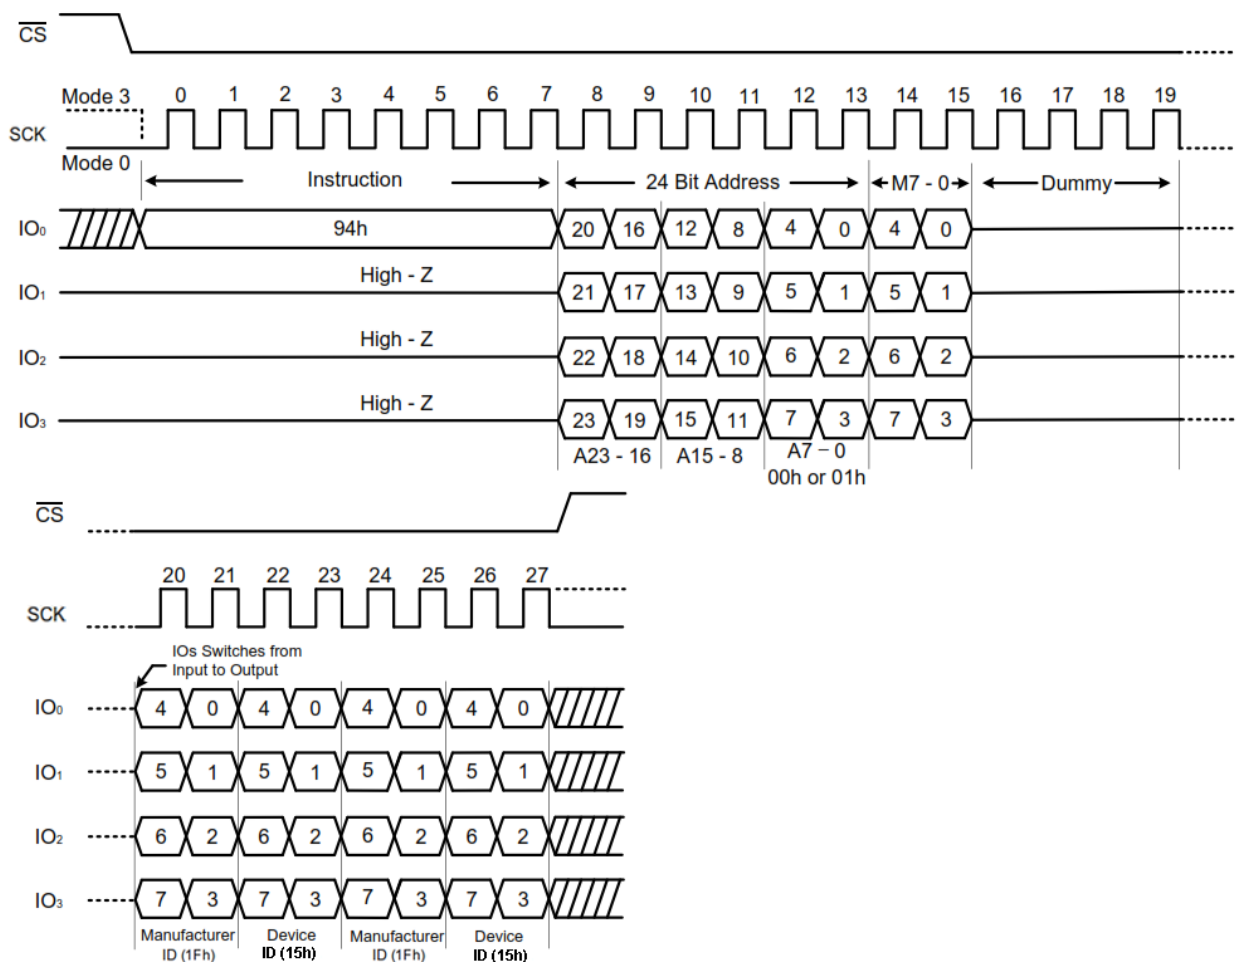 CS
Mode 3 0 1 2 3 4 5 6 7 8 9 10 11 12 13 14 15 16 17 18 19
SCK
Mode 0
Instruction 24 Bit Address M7 - 0 Dummy
IO0 94h 20 16 12 8 4 0 4 0
High - Z
IO1 21 17 13 9 5 1 5 1
High - Z
IO2 22 18 14 10 6 2 6 2
High - Z
IO3 23 19 15 11 7 3 7 3
A23 - 16 A15 - 8 A7 - 0
00h or 01h
CS
20 21 22 23 24 25 26 27
SCK
IOs Switches from
Input to Output
IO0 4 0 4 0 4 0 4 0
IO1 5 1 5 1 5 1 5 1
IO2 6 2 6 2 6 2 6 2
IO3 7 3 7 3 7 3 7 3
Manufacturer Device Manufacturer Device
ID (1Fh) ID (15h) ID (1Fh) ID (15h)